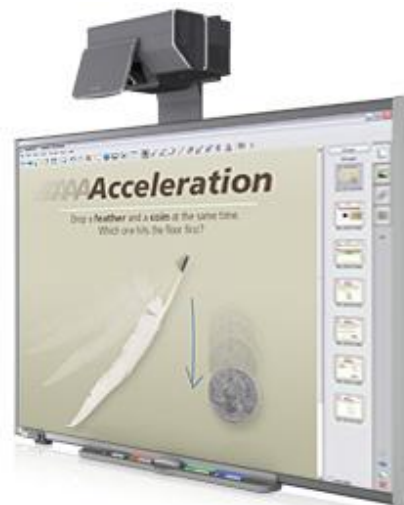 Acceleration
Drop a feather and a coin at the same time.
Which one hits the floor first?